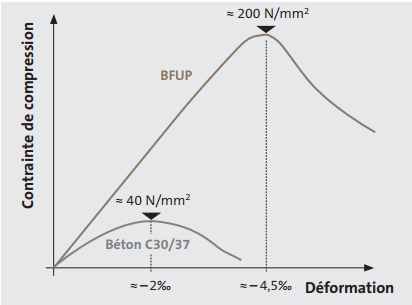 ≈ 200 N/mm²
BFUP
Contrainte de compression
≈ 40 N/mm²
Béton C30/37
≈ −2‰
≈ −4,5‰
Déformation